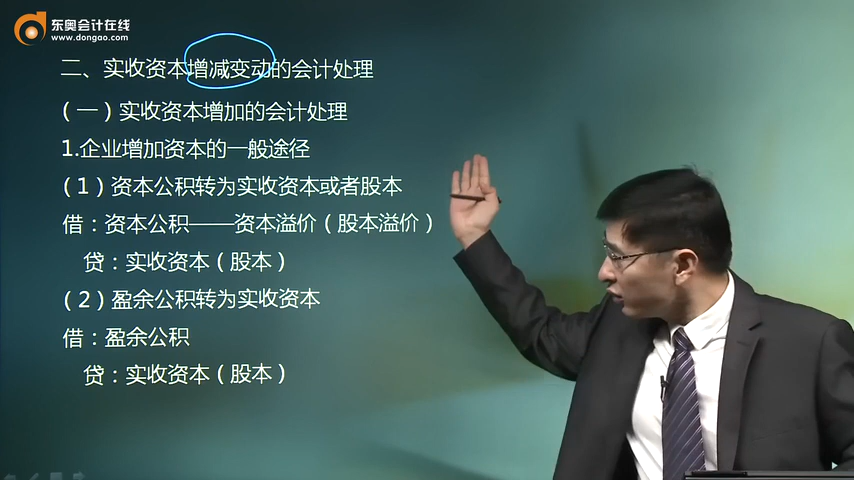 东奥会计在线
www.dongao.com
二、实收资本增减变动的会计处理
(一)实收资本增加的会计处理
1.企业增加资本的一般途径
(1)资本公积转为实收资本或者股本
借:资本公积——资本溢价(股本溢价)
贷:实收资本(股本)
(2)盈余公积转为实收资本
借:盈余公积
贷:实收资本(股本)